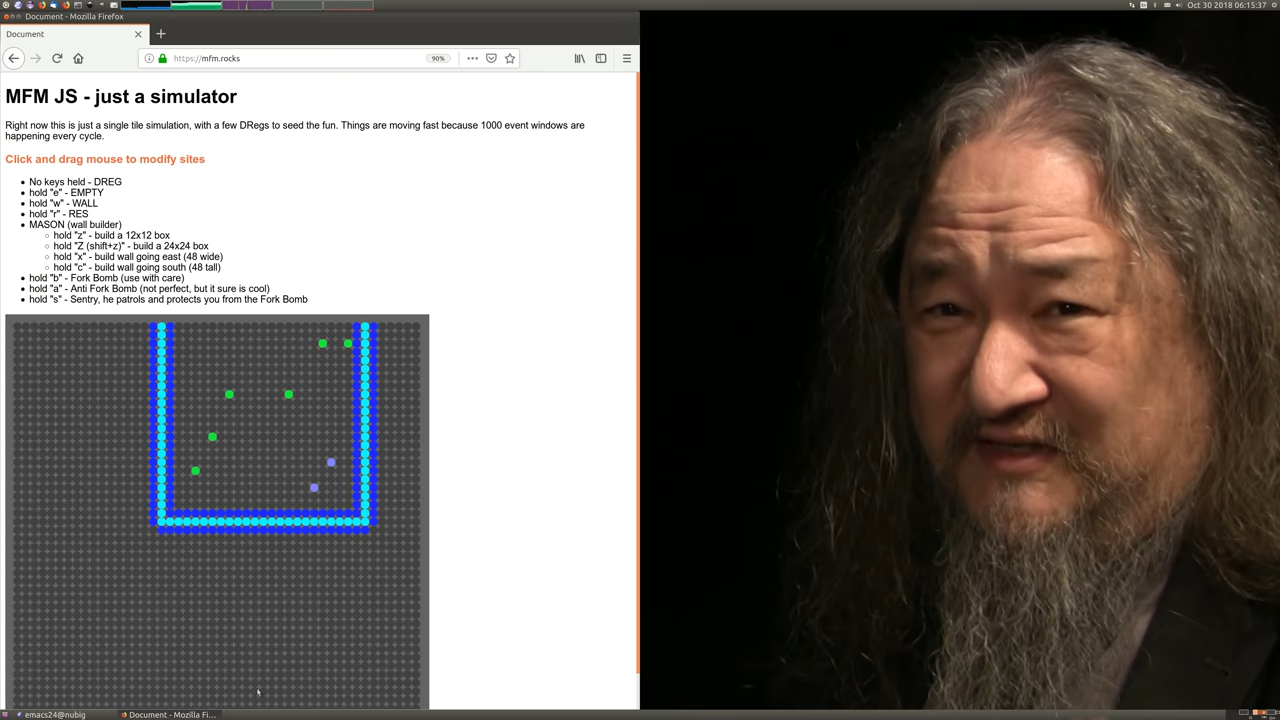 Oct 30 2018 06:15:37
Document - Mozilla Firefox
Document
https://mfm.rocks
90%
MFM JS - just a simulator
Right now this is just a single tile simulation, with a few DRegs to seed the fun. Things are moving fast because 1000 event windows are
happening every cycle.
Click and drag mouse to modify sites
No keys held - DREG
hold "e" - EMPTY
hold "w" - WALL
hold "r" - RES
MASON (wall builder)
hold "z" - build a 12x12 box
hold "Z (shift+z)" - build a 24x24 box
hold "x" - build wall going east (48 wide)
hold "c" - build wall going south (48 tall)
hold "b" - Fork Bomb (use with care)
hold "a" - Anti Fork Bomb (not perfect, but it sure is cool)
hold "s" - Sentry, he patrols and protects you from the Fork Bomb
emacs24@nubig
Document - Mozilla Fi...